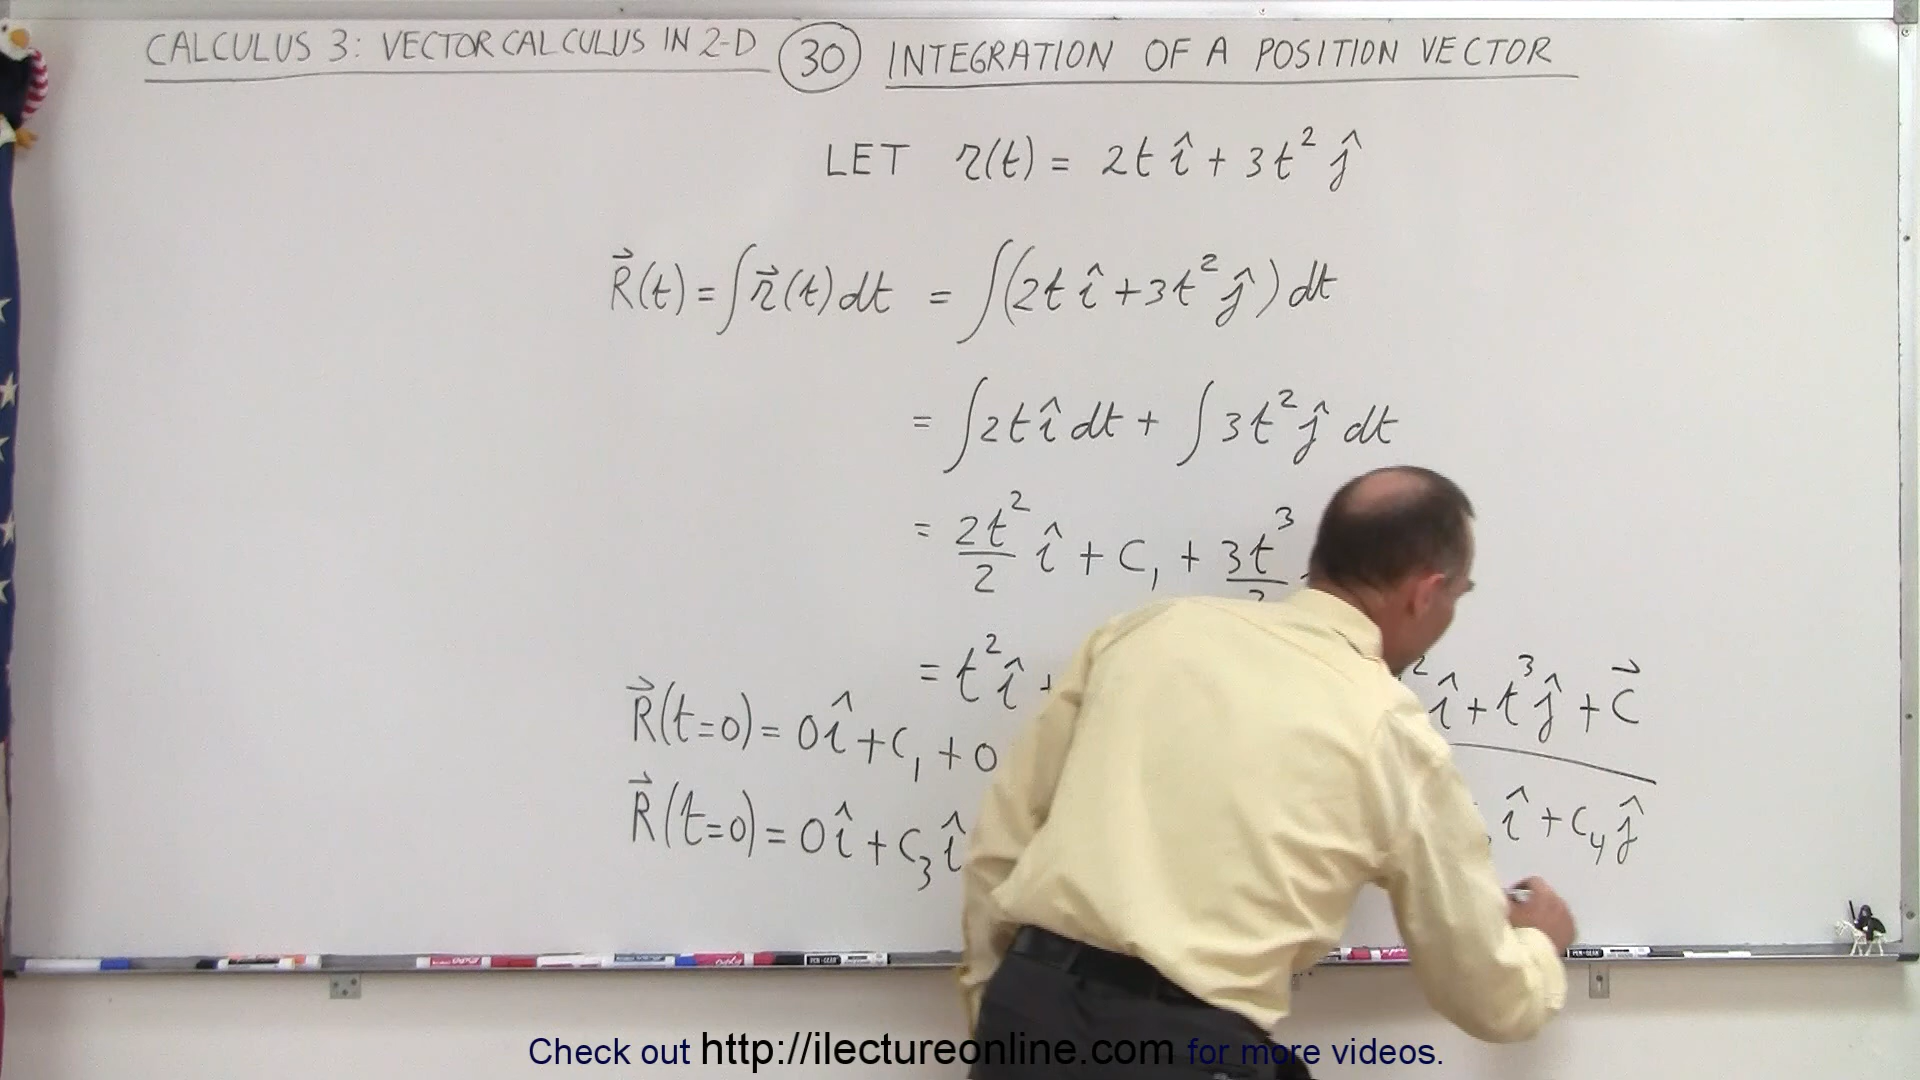 CALCULUS 3: VECTOR CALCULUS IN 2-D 30 INTEGRATION OF A POSITION VECTOR
LET r(t) = 2t î + 3t² ĵ
R⃗(t) = ∫r⃗(t)dt = ∫(2t î + 3t² ĵ) dt
= ∫2t î dt + ∫3t² ĵ dt
= 2t²/2 î + C₁ + 3t³
= t² î + ² î + t³ ĵ + C⃗
R⃗(t=0) = 0î + C₁ + 0
R⃗(t=0) = 0î + C₃ î î + C₄ ĵ
Check out http://ilectureonline.com for more videos.